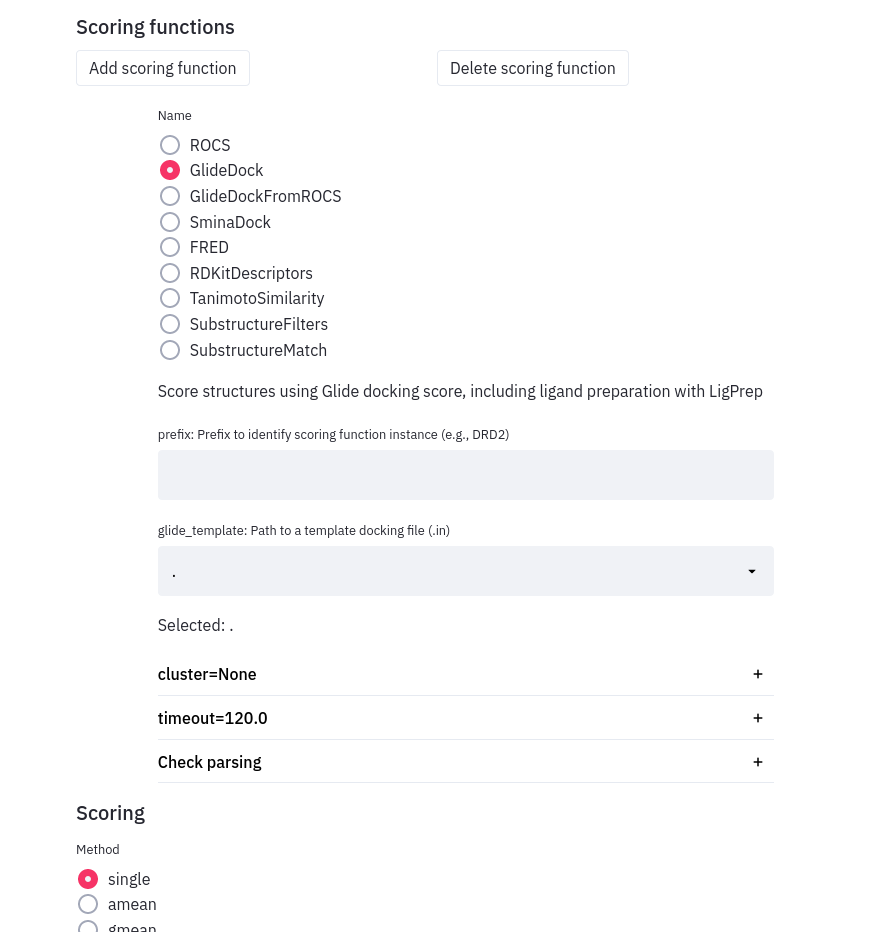 Scoring functions
Add scoring function
Delete scoring function
Name
ROCS
GlideDock
GlideDockFromROCS
SminaDock
FRED
RDKitDescriptors
TanimotoSimilarity
SubstructureFilters
SubstructureMatch
Score structures using Glide docking score, including ligand preparation with LigPrep
prefix: Prefix to identify scoring function instance (e.g., DRD2)
glide_template: Path to a template docking file (.in)
.
Selected: .
cluster=None +
timeout=120.0 +
Check parsing +
Scoring
Method
single
amean
gmean